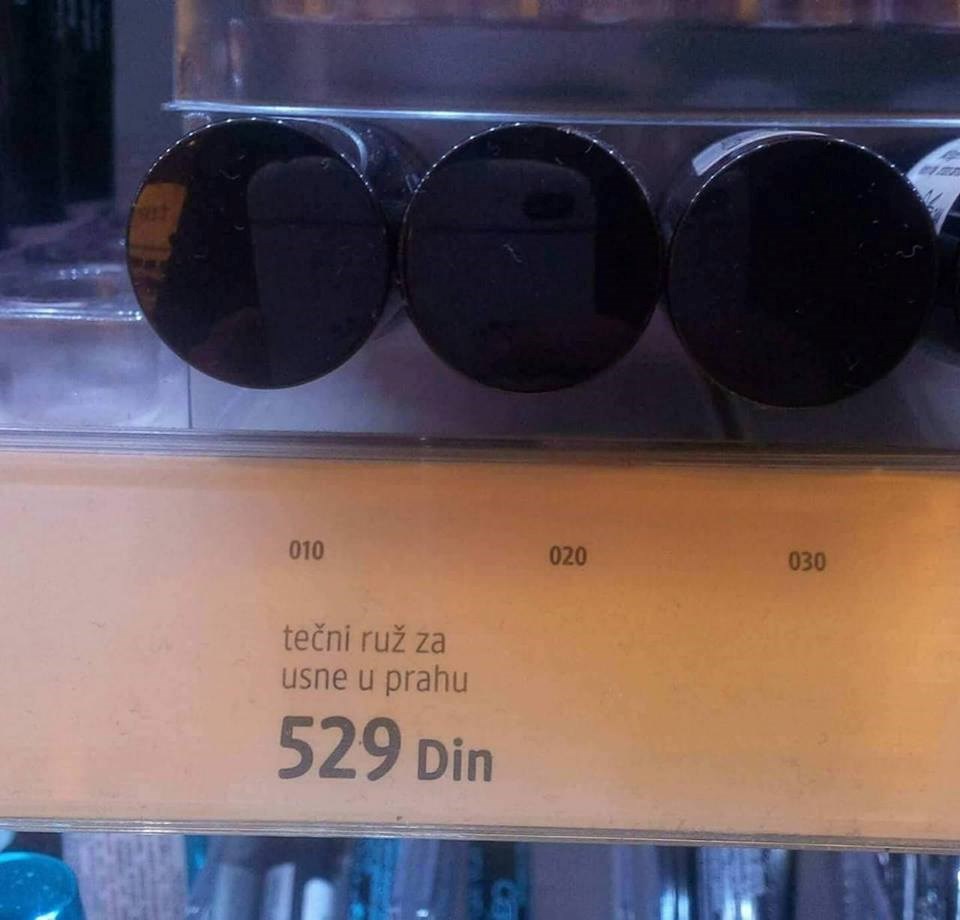 010 020 030
tečni ruž za
usne u prahu
529 Din